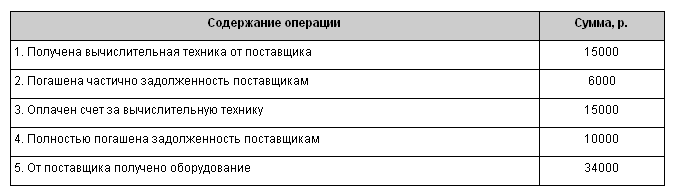 Содержание операции Сумма, р.
1. Получена вычислительная техника от поставщика 15000
2. Погашена частично задолженность поставщикам 6000
3. Оплачен счет за вычислительную технику 15000
4. Полностью погашена задолженность поставщикам 10000
5. От поставщика получено оборудование 34000